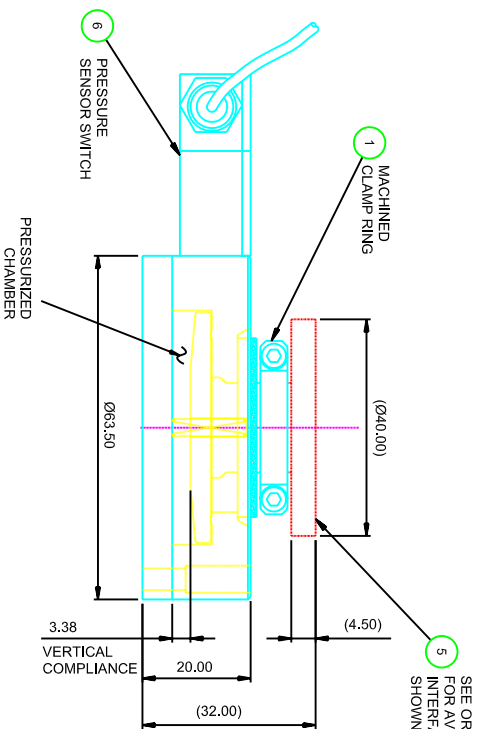 6
PRESSURE
SENSOR SWITCH
1
MACHINED
CLAMP RING
PRESSURIZED
CHAMBER
Ø63.50
(Ø40.00)
3.38
VERTICAL
COMPLIANCE
20.00
(4.50)
(32.00)
5
SEE OR
FOR AV
INTERFA
SHOWN